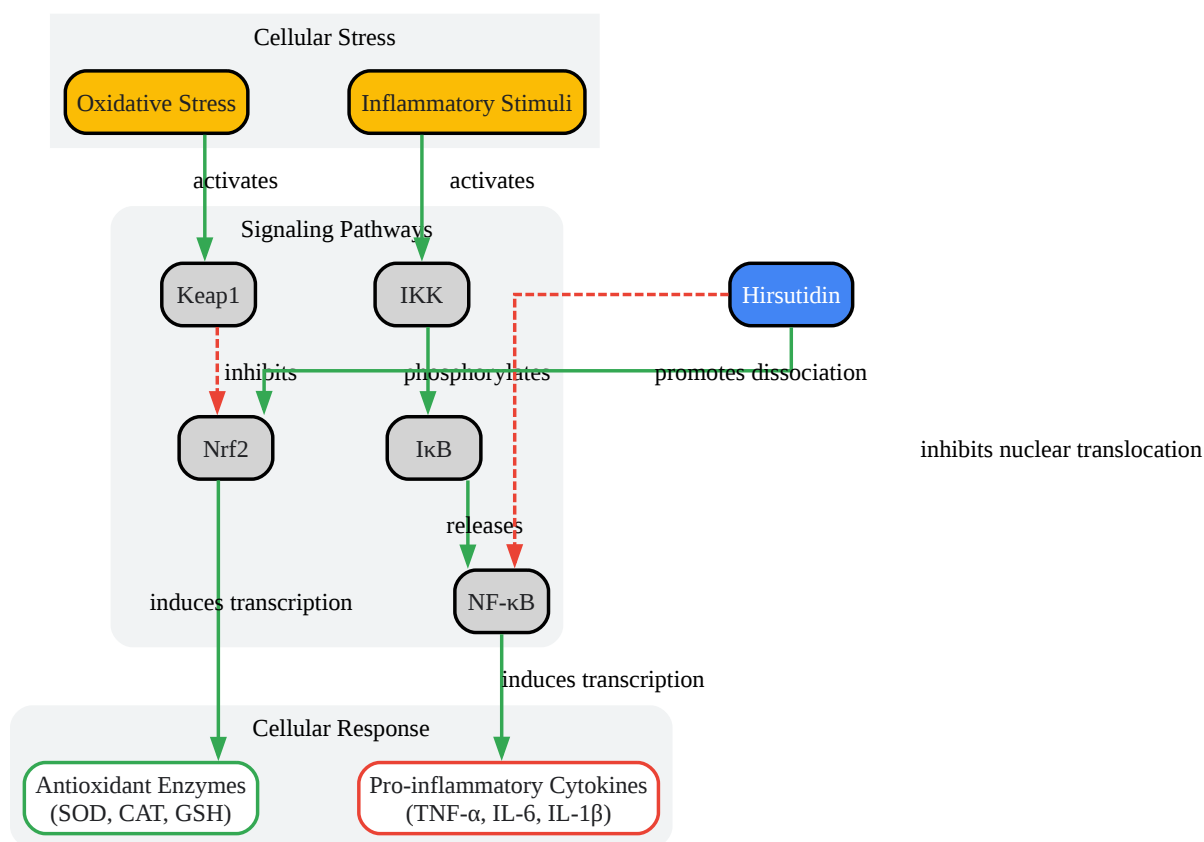 Cellular Stress
Oxidative Stress
Inflammatory Stimuli
activates
activates
Signaling Pathways
Keap1
IKK
Hirsutidin
inhibits
phosphorylates
promotes dissociation
Nrf2
IκB
inhibits nuclear translocation
releases
induces transcription
NF-κB
induces transcription
Cellular Response
Antioxidant Enzymes
(SOD, CAT, GSH)
Pro-inflammatory Cytokines
(TNF-α, IL-6, IL-1β)